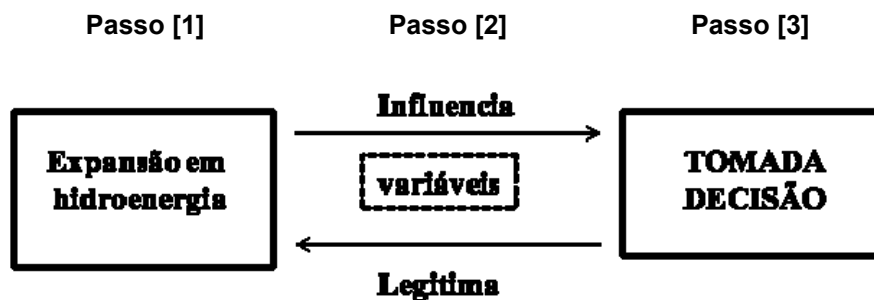 Passo [1] Passo [2] Passo [3]
Influencia
Expansão em
hidroenergia
variáveis
TOMADA
DECISÃO
Legitima